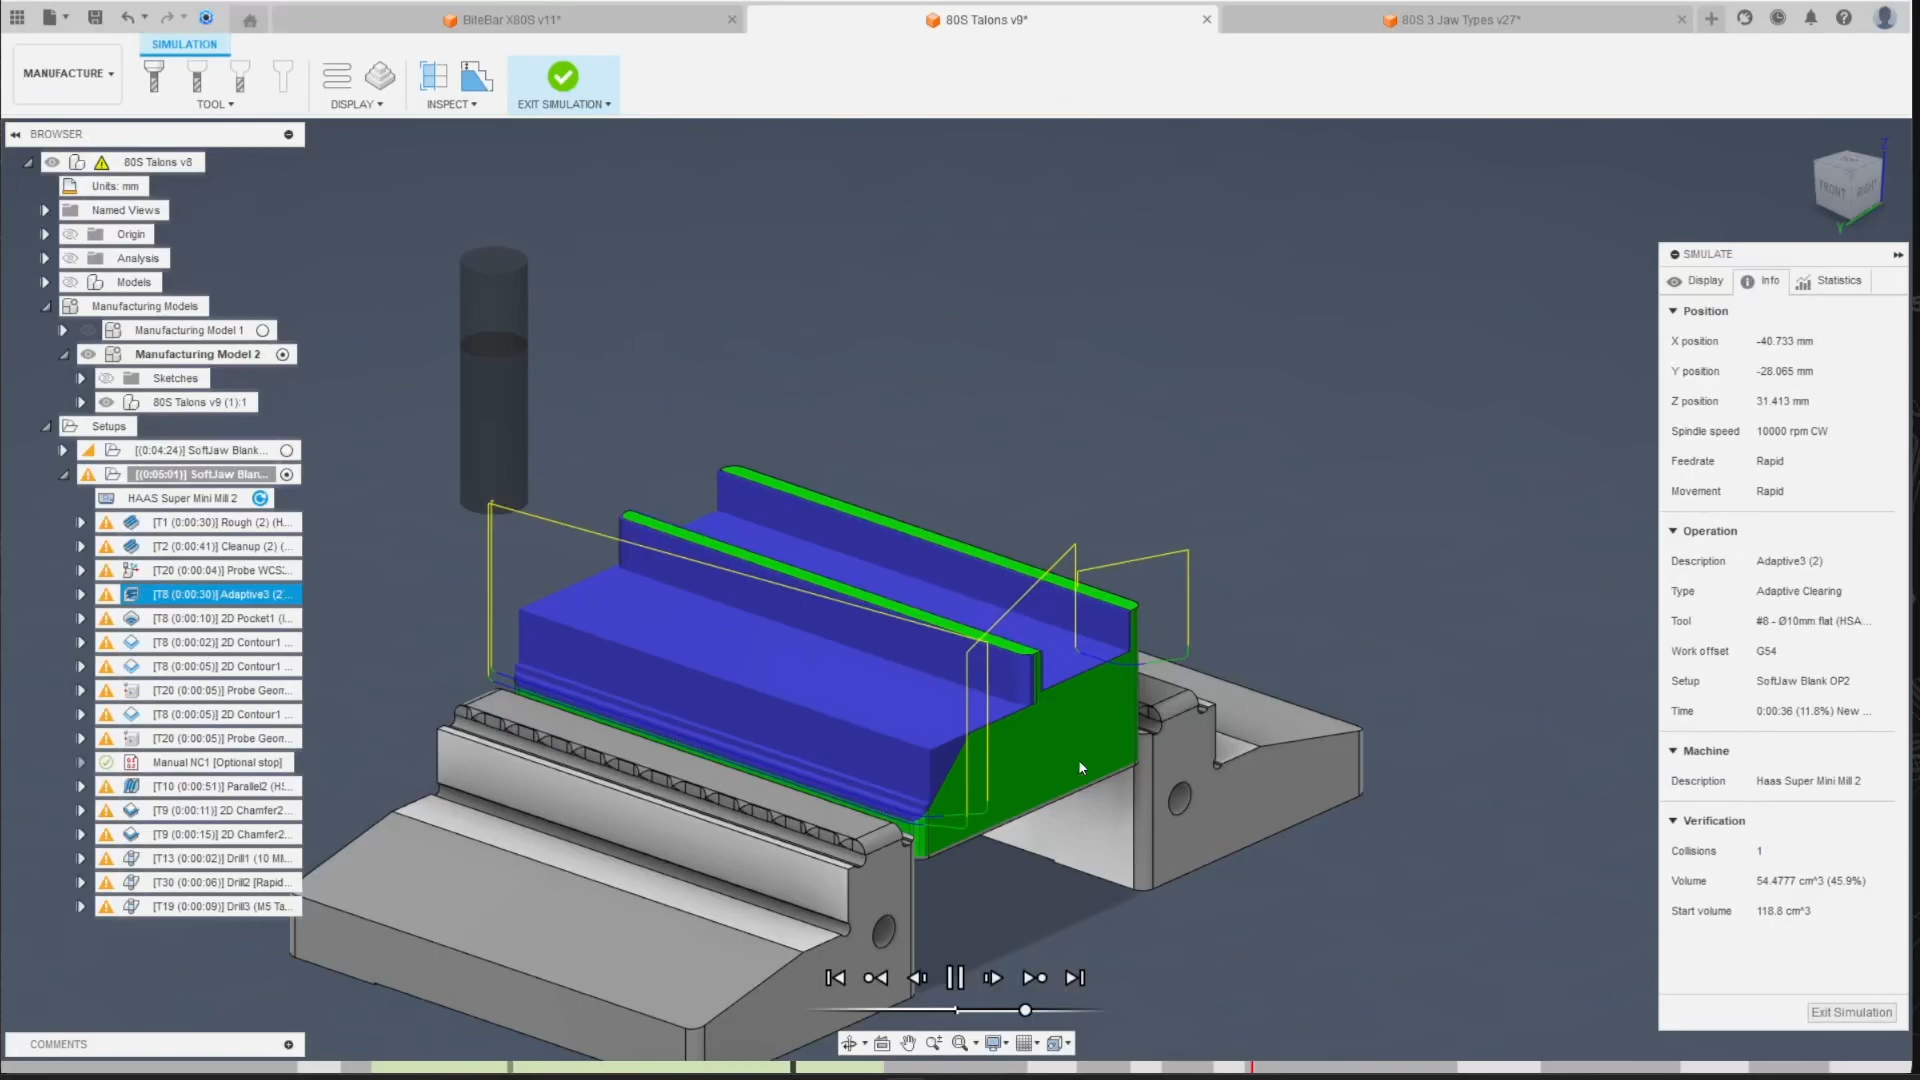 BiteBar X80S v11*
80S Talons v9*
80S 3 Jaw Types v27*
SIMULATION
MANUFACTURE
TOOL
DISPLAY
INSPECT
EXIT SIMULATION
BROWSER
80S Talons v8
Units: mm
Named Views
Origin
Analysis
Models
Manufacturing Models
Manufacturing Model 1
Manufacturing Model 2
Sketches
80S Talons v9 (1):1
Setups
[(0:04:24)] SoftJaw Blank...
[(0:05:01)] SoftJaw Blan...
HAAS Super Mini Mill 2
[T1 (0:00:30)] Rough (2) (H...
[T2 (0:00:41)] Cleanup (2) (...
[T20 (0:00:04)] Probe WCS:...
[T8 (0:00:30)] Adaptive3 (2)...
[T8 (0:00:10)] 2D Pocket1 (I...
[T8 (0:00:02)] 2D Contour1 ...
[T8 (0:00:05)] 2D Contour1 ...
[T20 (0:00:05)] Probe Geon...
[T8 (0:00:05)] 2D Contour1 ...
[T20 (0:00:05)] Probe Geon...
Manual NC1 [Optional stop]
[T10 (0:00:51)] Parallel2 (H...
[T9 (0:00:11)] 2D Chamfer2...
[T9 (0:00:15)] 2D Chamfer2...
[T13 (0:00:02)] Drill1 (10 Mil...
[T30 (0:00:06)] Drill2 [Rapid...
[T19 (0:00:09)] Drill3 (M5 Ta...
COMMENTS
FRONT
RIGHT
Z
Y
SIMULATE
Display
Info
Statistics
Position
X position -40.733 mm
Y position -28.065 mm
Z position 31.413 mm
Spindle speed 10000 rpm CW
Feedrate Rapid
Movement Rapid
Operation
Description Adaptive3 (2)
Type Adaptive Clearing
Tool #8 - Ø10mm flat (HSA...
Work offset G54
Setup SoftJaw Blank OP2
Time 0:00:36 (11.8%) New ...
Machine
Description Haas Super Mini Mill 2
Verification
Collisions 1
Volume 54.4777 cm^3 (45.9%)
Start volume 118.8 cm^3
Exit Simulation